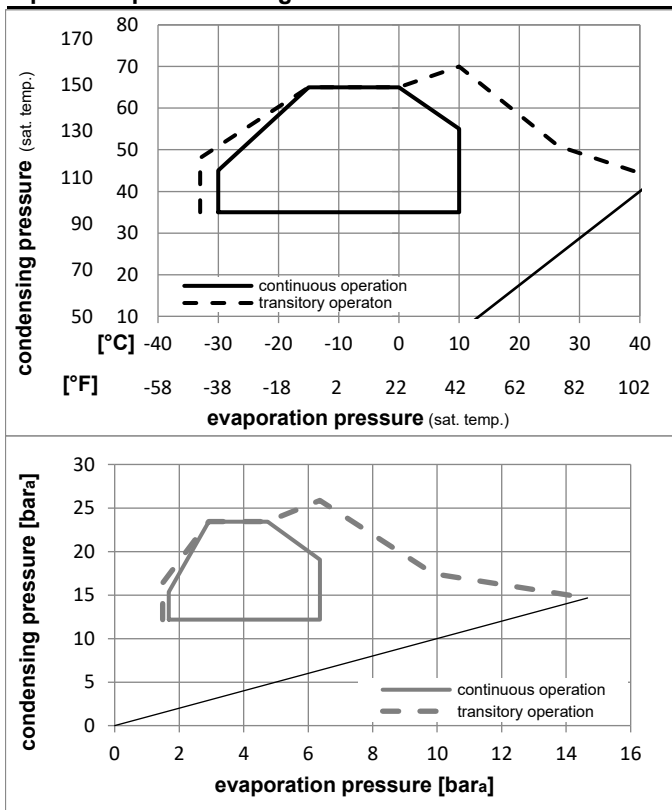 condensing pressure (sat. temp.)
170 80
150 70
130 60
110 50
90 40
70 30
50 20
10
continuous operation
transitory operaton
[°C] -40 -30 -20 -10 0 10 20 30 40
[°F] -58 -38 -18 2 22 42 62 82 102
evaporation pressure (sat. temp.)
condensing pressure [bara]
30
25
20
15
10
5
0
continuous operation
transitory operation
0 2 4 6 8 10 12 14 16
evaporation pressure [bara]